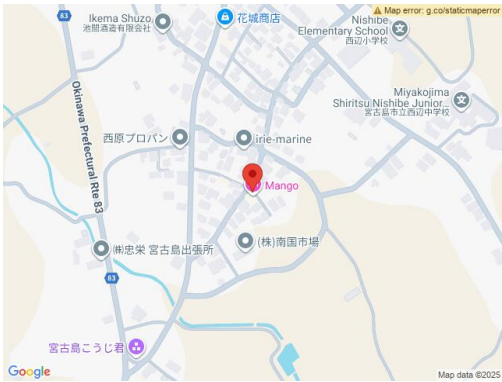 Map error: g.co/staticmaperror
Ikema Shuzo
池間酒造有限会社
花城商店
Nishibe
Elementary School
西辺小学校
83
Miyakojima
Shiritsu Nishibe Junior...
宮古島市立西辺中学校
Okinawa Prefectural Rte 83
西原プロパン
irie-marine
Mango
㈱忠栄 宮古島出張所
(株)南国市場
83
宮古島こうじ君
Google
Map data ©2025